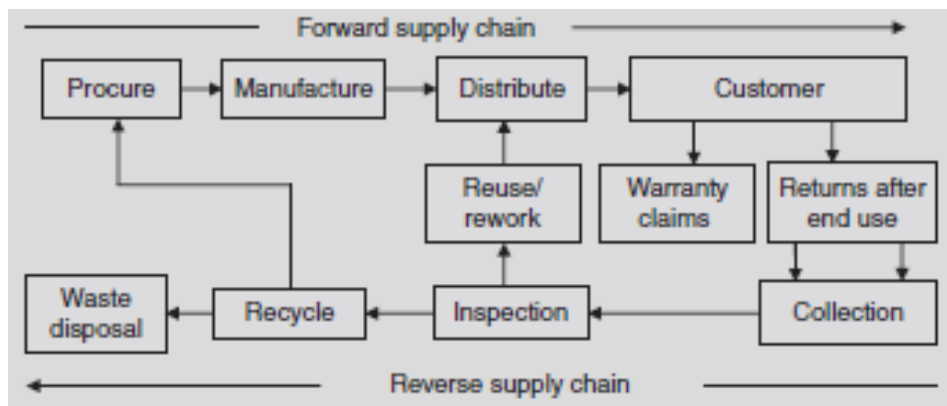 Forward supply chain
Procure
Manufacture
Distribute
Customer
Reuse/
rework
Warranty
claims
Returns after
end use
Waste
disposal
Recycle
Inspection
Collection
Reverse supply chain